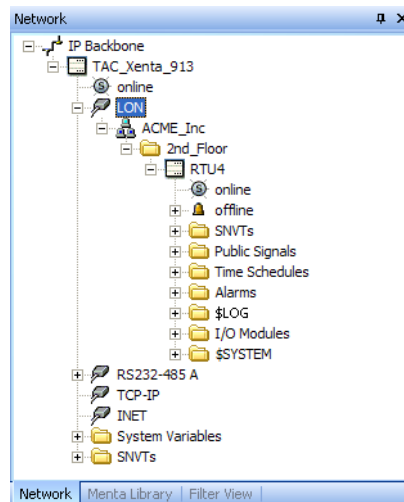 Network
IP Backbone
TAC_Xenta_913
online
LON
ACME_Inc
2nd_Floor
RTU4
online
offline
SNVTs
Public Signals
Time Schedules
Alarms
$LOG
I/O Modules
$SYSTEM
RS232-485 A
TCP-IP
INET
System Variables
SNVTs
Network Menta Library Filter View